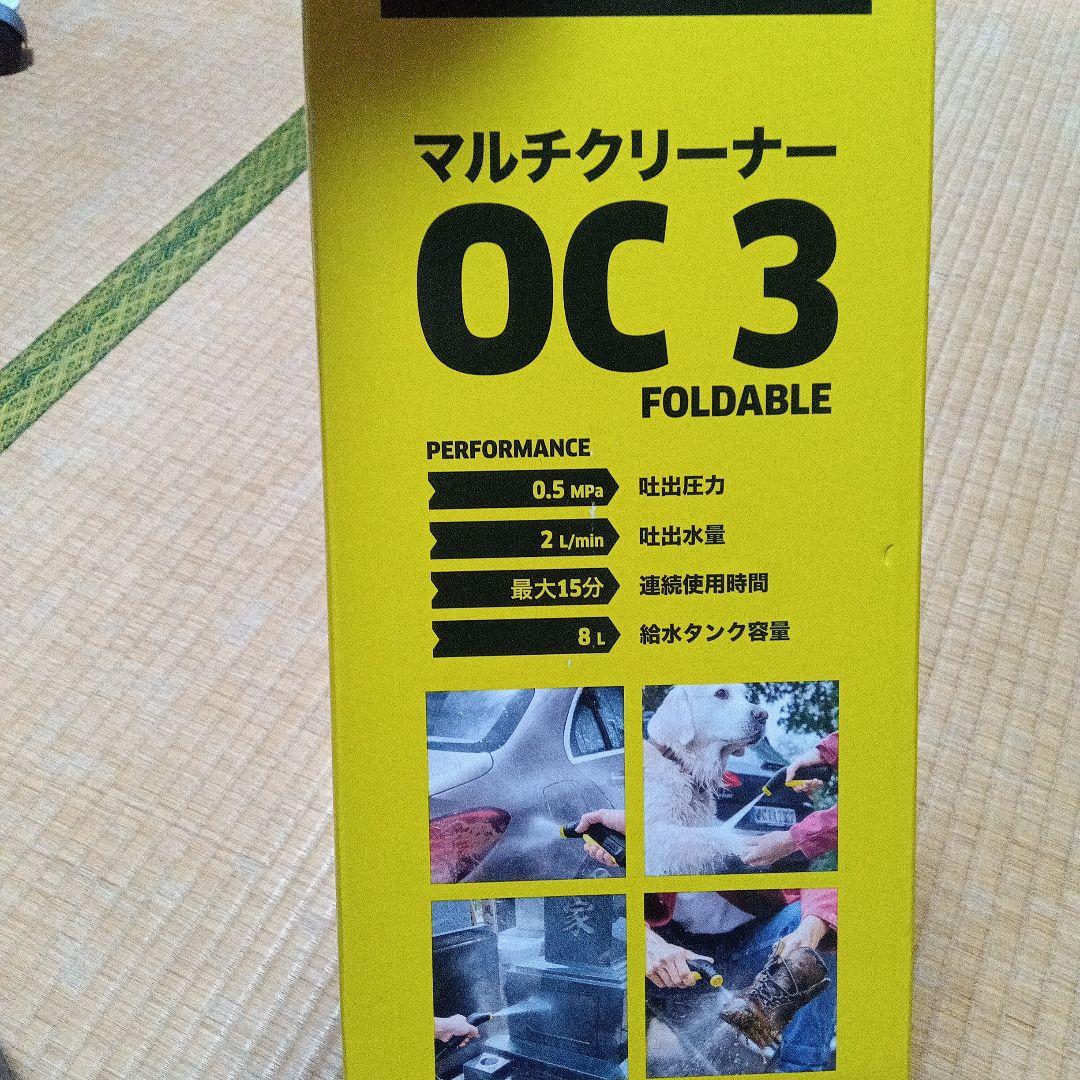 マルチクリーナー
OC 3
FOLDABLE
PERFORMANCE
0.5 MPa 吐出圧力
2 L/min 吐出水量
最大15分 連続使用時間
8 L 給水タンク容量
家